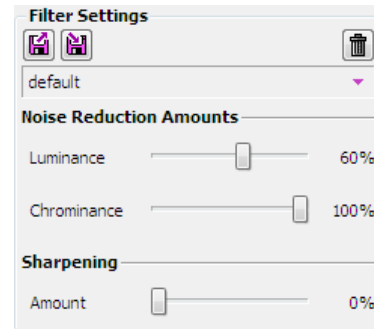 Filter Settings
default
Noise Reduction Amounts
Luminance 60%
Chrominance 100%
Sharpening
Amount 0%